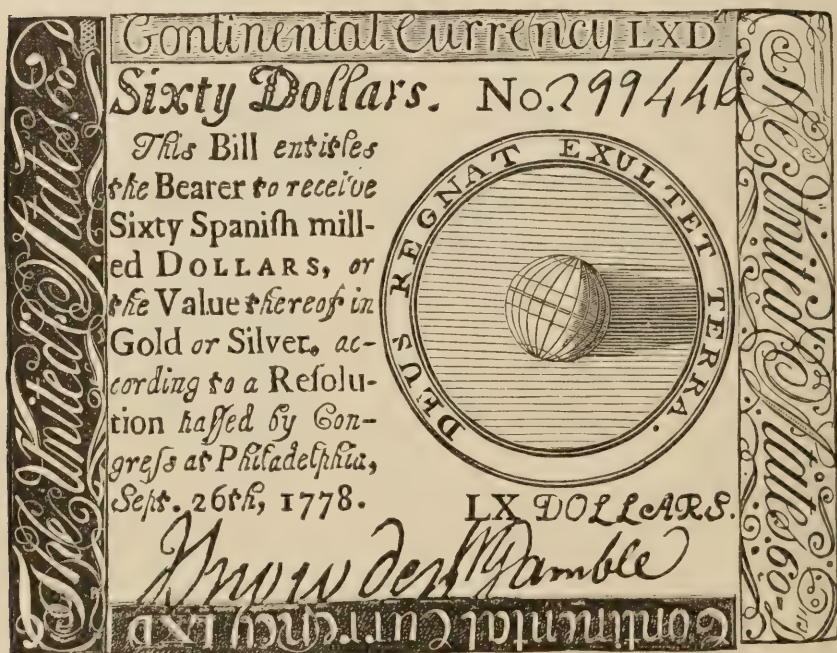 Continental Currency LXD
Sixty Dollars. No. 299446
This Bill entitles
the Bearer to receive
Sixty Spaniſh mill-
ed DOLLARS, or
the Value thereof in
Gold or Silver, ac-
cording to a Reſolu-
tion paſſed by Con-
greſs at Philadelphia,
Sept. 26th, 1778.
DEUS REGNAT EXULTET TERRA.
LX DOLLARS.
Snowden Gamble
Continental Currency LXD
The United States. 60-
The United States. 60-